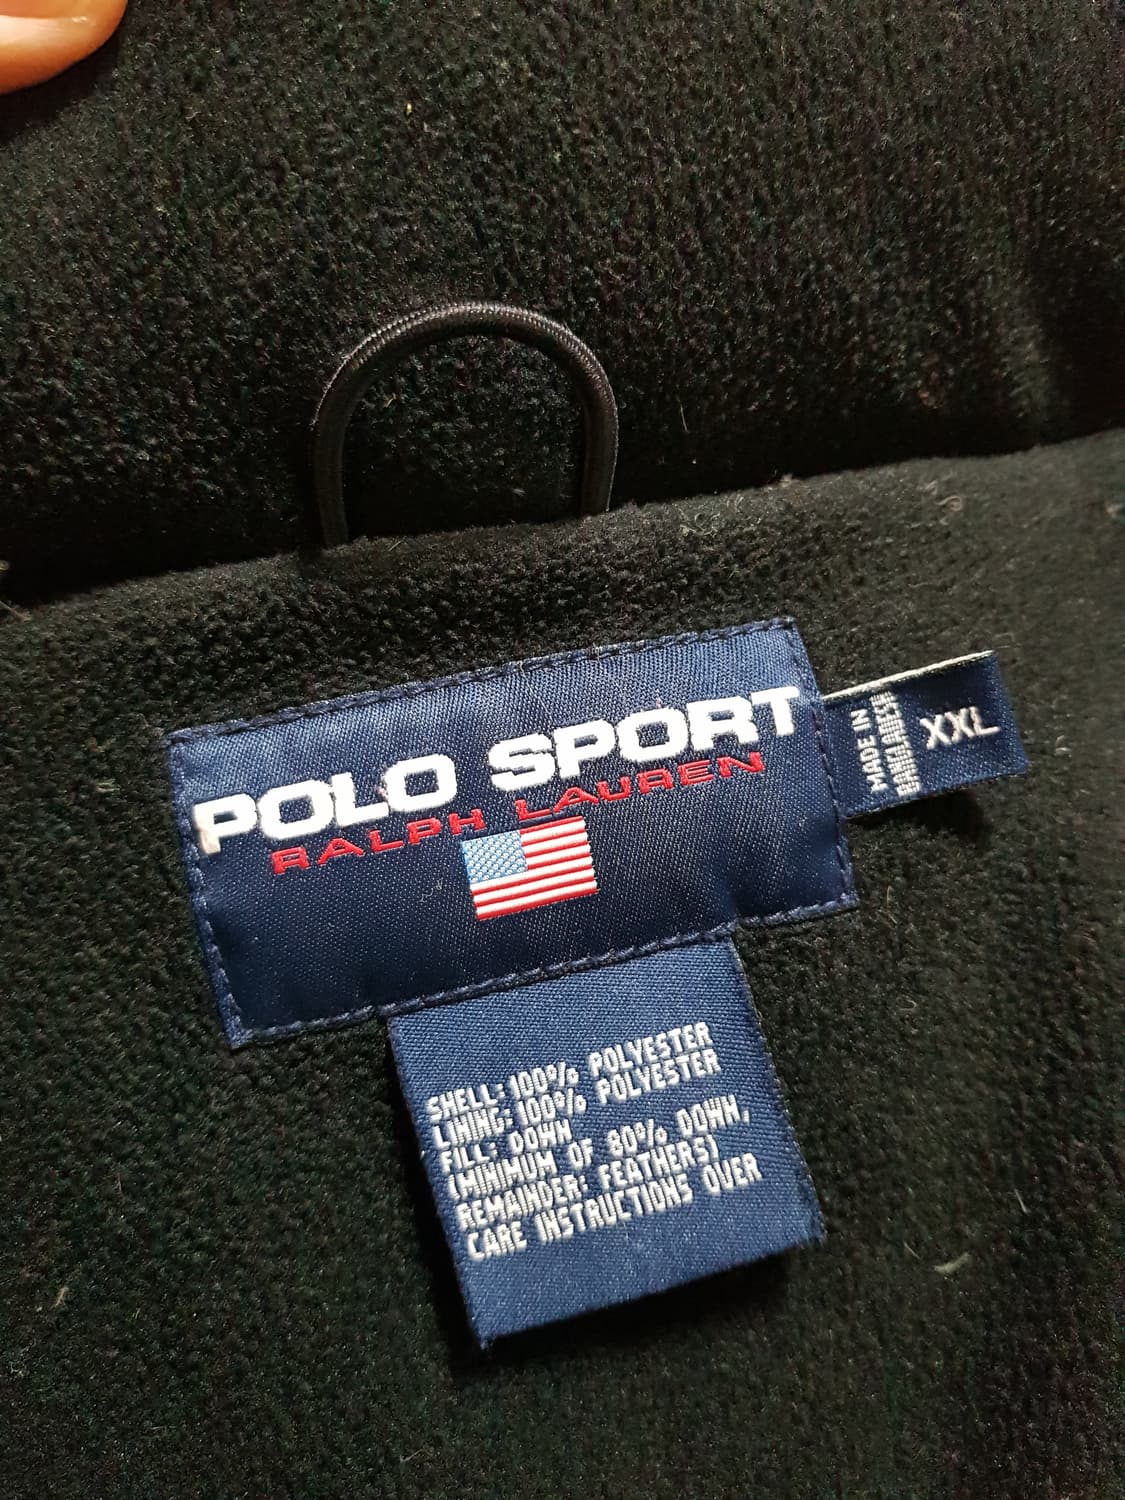 POLO SPORT
RALPH LAUREN
MADE IN
XXL
SHELL: 100% POLYESTER
LINING: 100% POLYESTER
FILL: DOWN
(MINIMUM OF 80% DOWN,
REMAINDER: FEATHERS)
CARE INSTRUCTIONS OVER